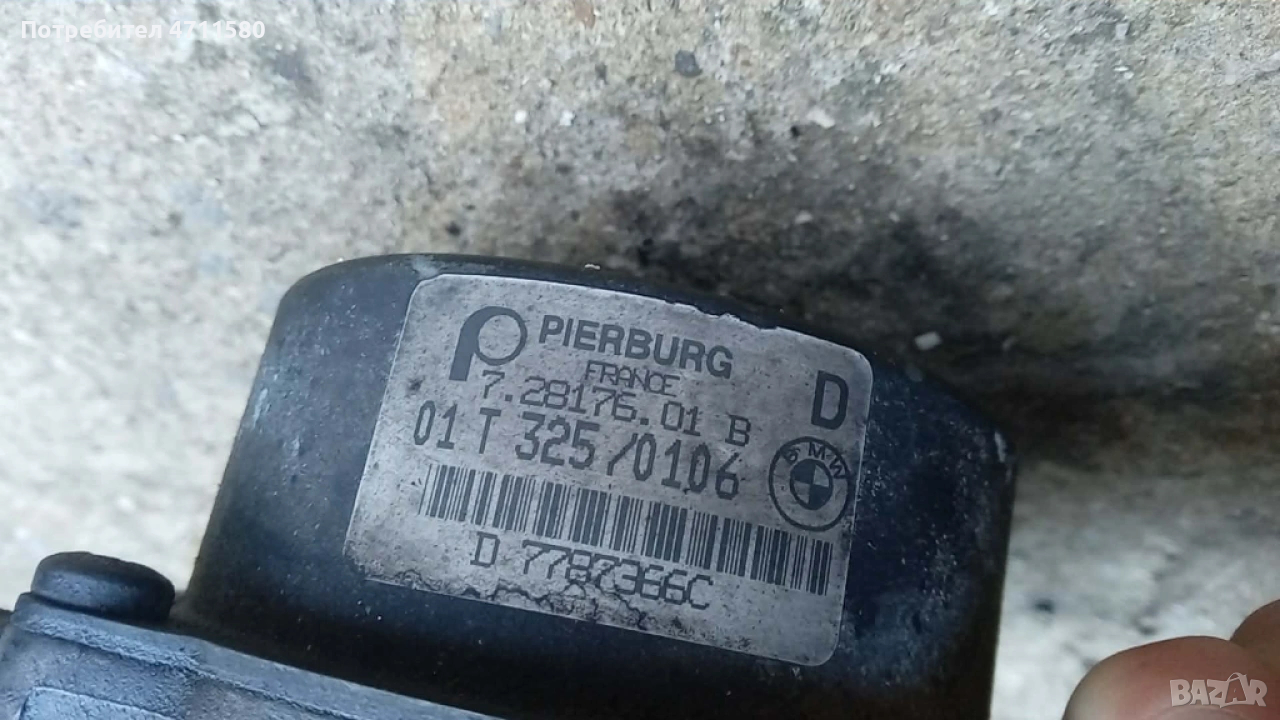 Потребител 4711580
PIERBURG
FRANCE
D
7.28176.01 B
01 T 325/0106
BMW
D 7787366C
BAZAR